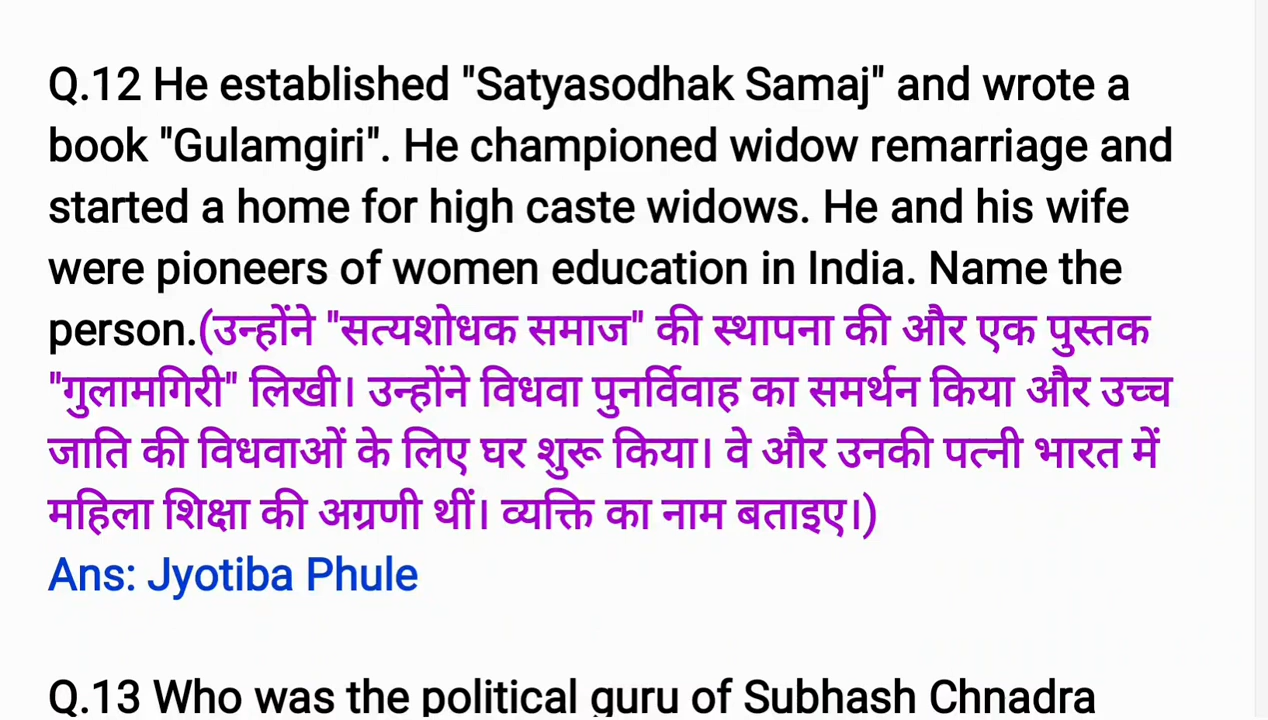 Q.12 He established "Satyasodhak Samaj" and wrote a
book "Gulamgiri". He championed widow remarriage and
started a home for high caste widows. He and his wife
were pioneers of women education in India. Name the
person.(उन्होंने "सत्यशोधक समाज" की स्थापना की और एक पुस्तक
"गुलामगिरी" लिखी। उन्होंने विधवा पुनर्विवाह का समर्थन किया और उच्च
जाति की विधवाओं के लिए घर शुरू किया। वे और उनकी पत्नी भारत में
महिला शिक्षा की अग्रणी थीं। व्यक्ति का नाम बताइए।)
Ans: Jyotiba Phule
Q.13 Who was the political guru of Subhash Chnadra